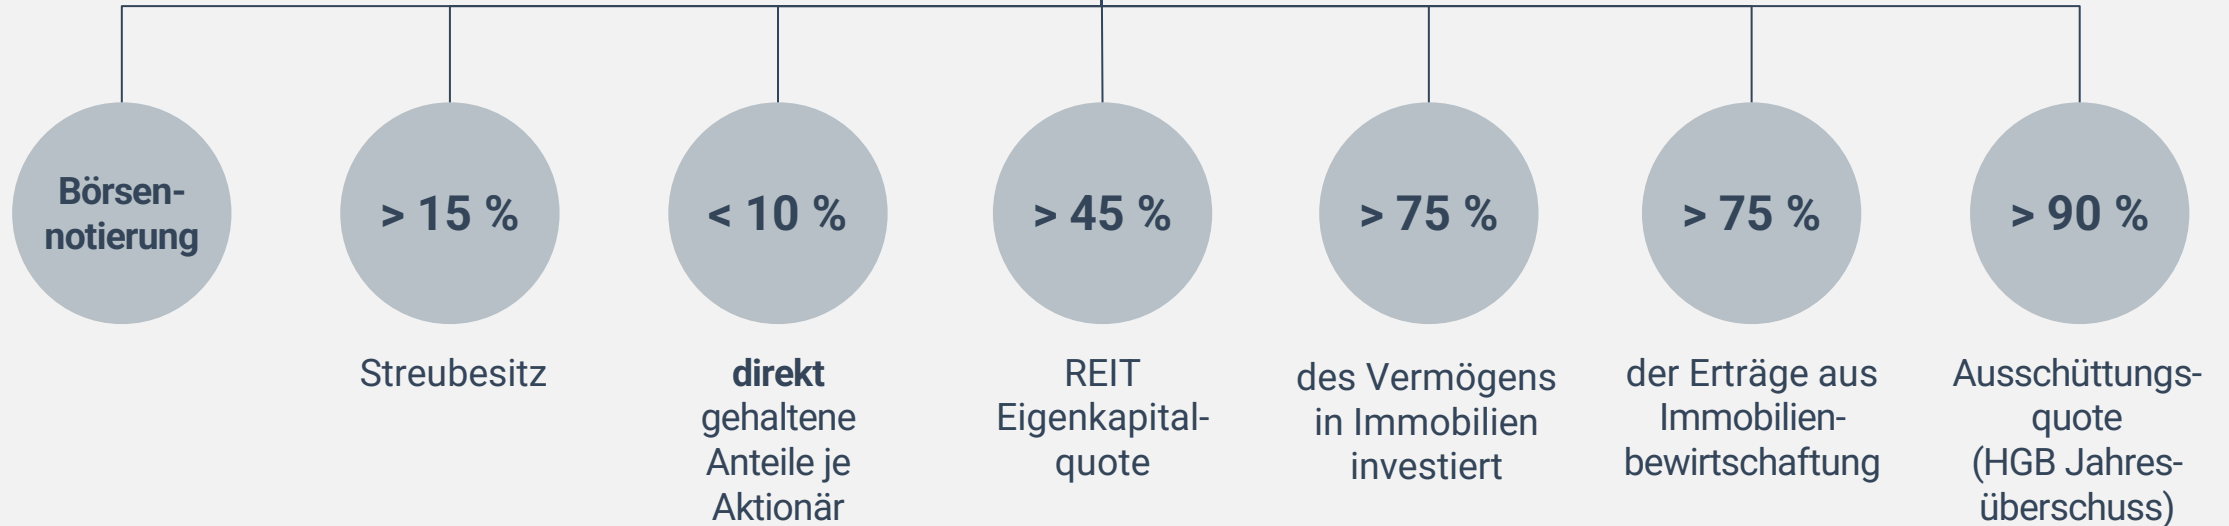 Börsen-
notierung
> 15 %
Streubesitz
< 10 %
direkt
gehaltene
Anteile je
Aktionär
> 45 %
REIT
Eigenkapital-
quote
> 75 %
des Vermögens
in Immobilien
investiert
> 75 %
der Erträge aus
Immobilien-
bewirtschaftung
> 90 %
Ausschüttungs-
quote
(HGB Jahres-
überschuss)